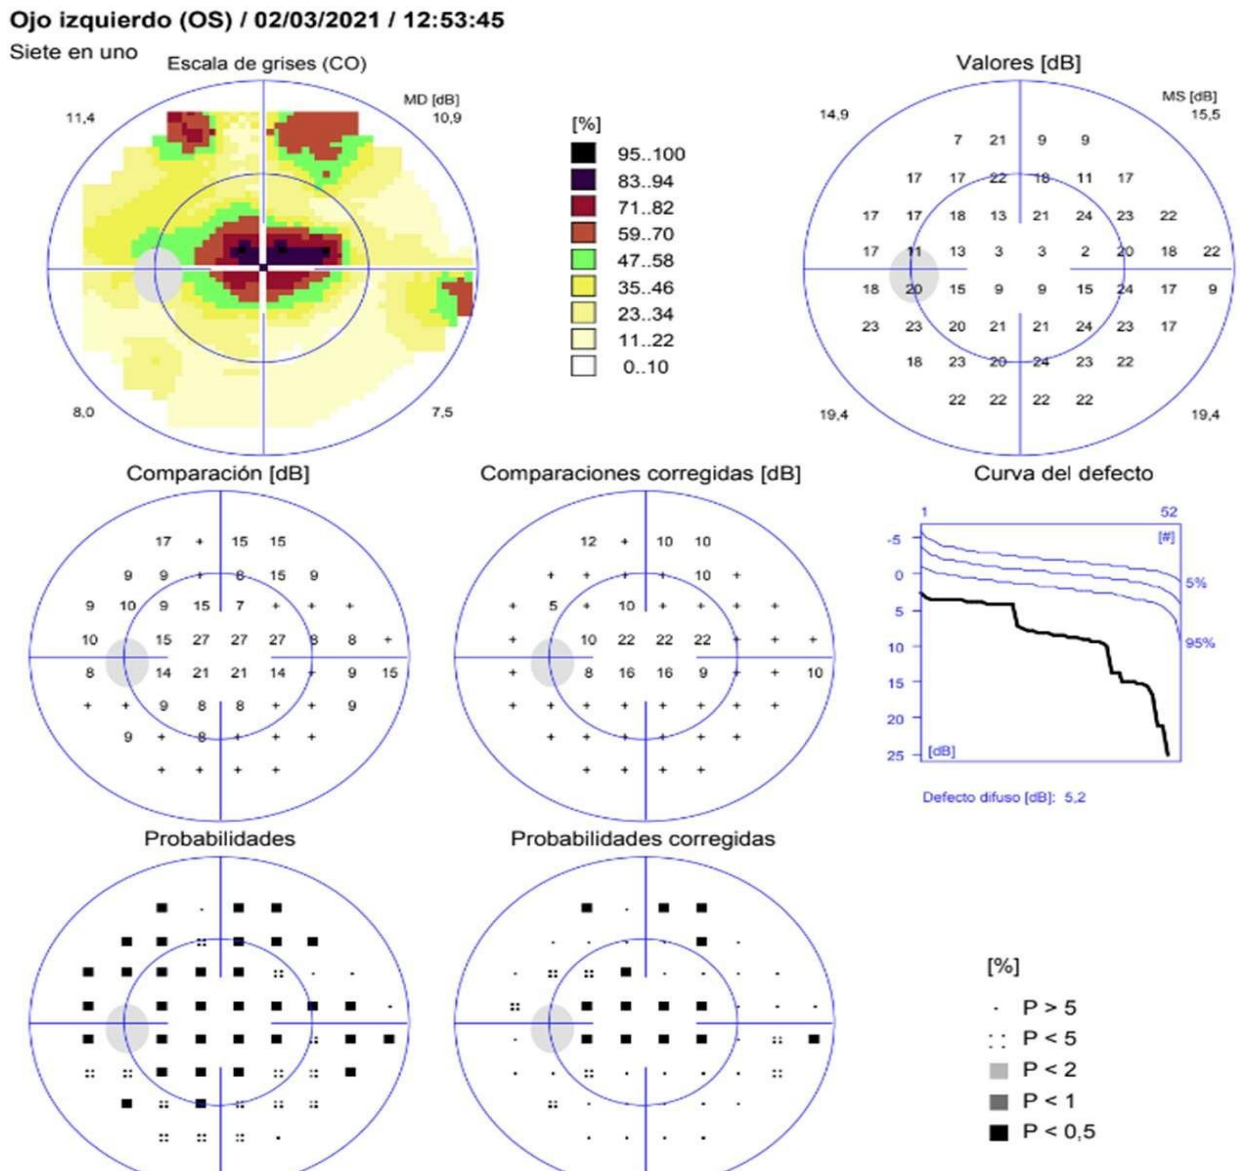 Ojo izquierdo (OS) / 02/03/2021 / 12:53:45
Siete en uno
Escala de grises (CO)
MD [dB]
11,4
10,9
8,0
7,5
[%]
95..100
83..94
71..82
59..70
47..58
35..46
23..34
11..22
0..10
Valores [dB]
MS [dB]
14,9
15,5
7 21 9 9
17 17 22 18 11 17
17 17 18 13 21 24 23 22
17 11 13 3 3 2 20 18 22
18 20 15 9 9 15 24 17 9
23 23 20 21 21 24 23 17
18 23 20 24 23 22
22 22 22 22
19,4
19,4
Comparación [dB]
17 + 15 15
9 9 + 8 15 9
9 10 9 15 7 + + +
10 15 27 27 27 8 8 +
8 14 21 21 14 + 9 15
+ + 9 8 8 + + 9
9 + 8 + + +
+ + + +
Comparaciones corregidas [dB]
12 + 10 10
+ + + + 10 +
+ 5 + 10 + + + +
+ 10 22 22 22 + + +
+ 8 16 16 9 + + 10
+ + + + + + + +
+ + + + + +
+ + + +
Curva del defecto
1
52
[#]
-5
0
5
10
15
20
25
5%
95%
[dB]
Defecto difuso [dB]: 5,2
Probabilidades
Probabilidades corregidas
[%]
P > 5
P < 5
P < 2
P < 1
P < 0,5